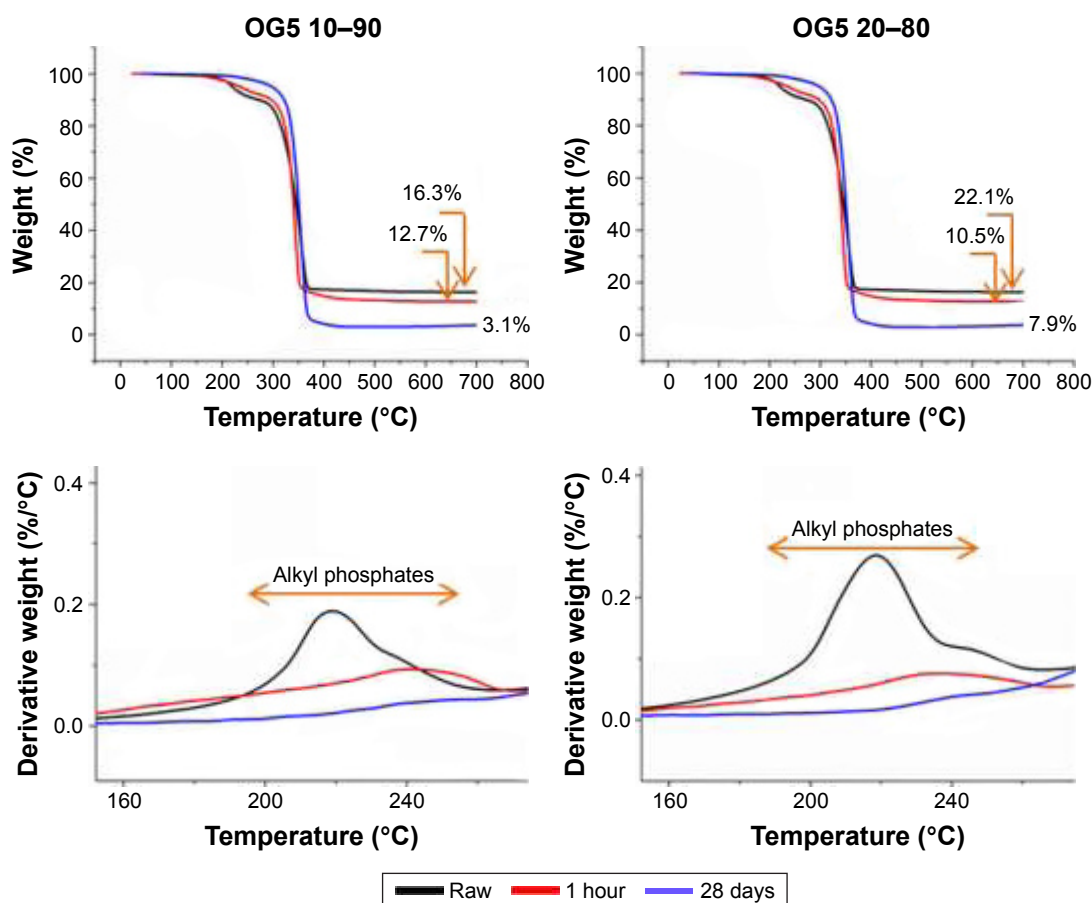 OG5 10–90
OG5 20–80
Weight (%)
100
80
60
40
20
0
16.3%
12.7%
3.1%
0 100 200 300 400 500 600 700 800
Temperature (°C)
Weight (%)
100
80
60
40
20
0
22.1%
10.5%
7.9%
0 100 200 300 400 500 600 700 800
Temperature (°C)
Derivative weight (%/°C)
0.4
0.2
0.0
Alkyl phosphates
160 200 240
Temperature (°C)
Derivative weight (%/°C)
0.4
0.2
0.0
Alkyl phosphates
160 200 240
Temperature (°C)
Raw 1 hour 28 days